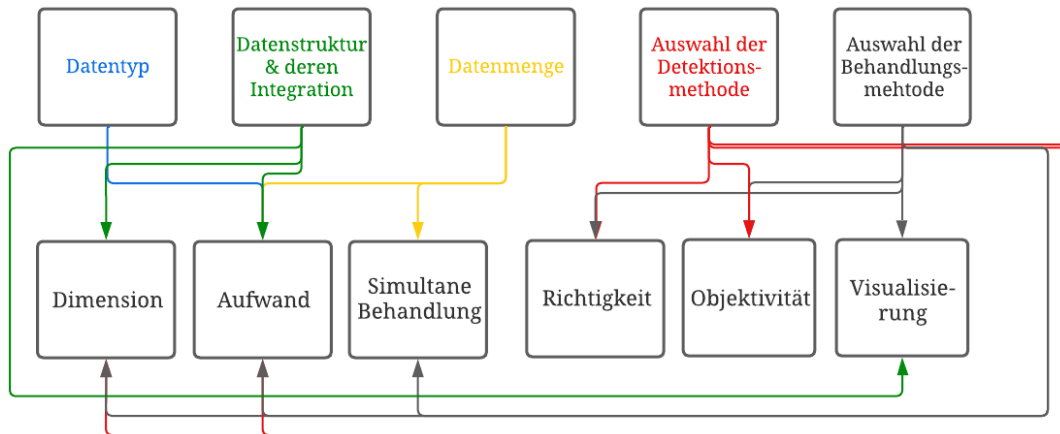 Datentyp
Datenstruktur
& deren
Integration
Datenmenge
Auswahl der
Detektions-
methode
Auswahl der
Behandlungs-
mehtode
Dimension
Aufwand
Simultane
Behandlung
Richtigkeit
Objektivität
Visualisie-
rung